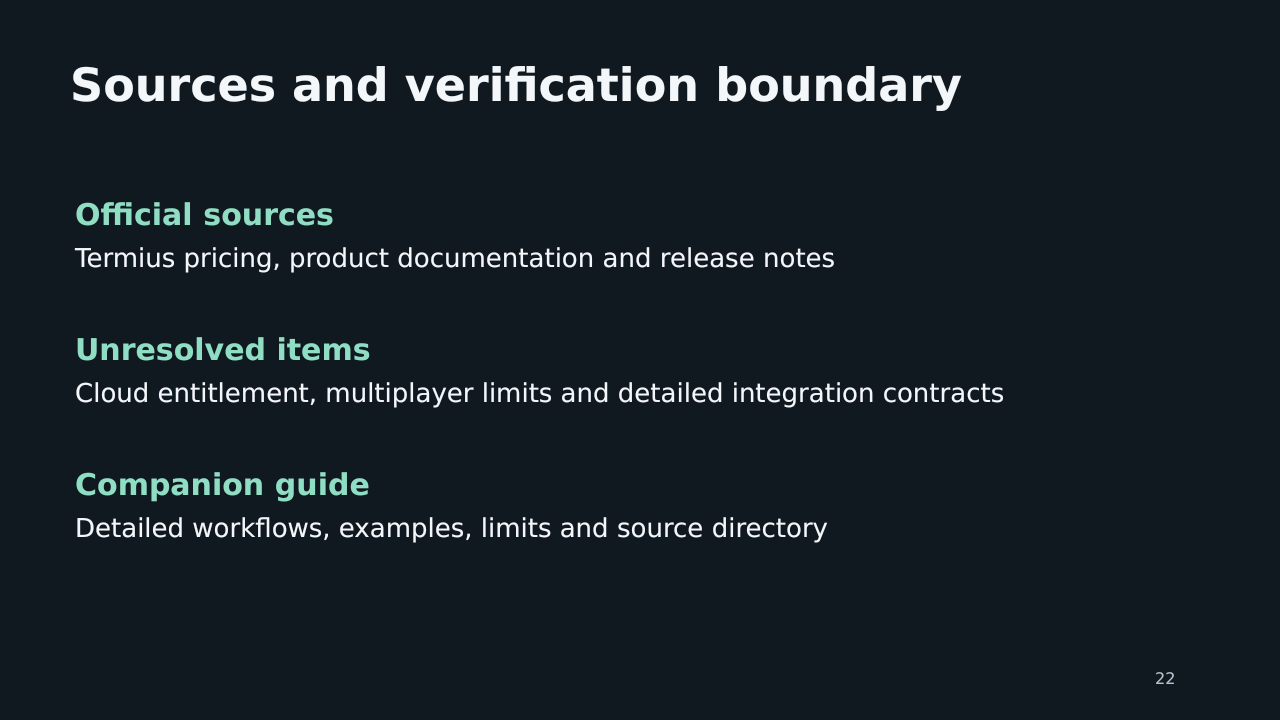 Sources and verification boundary
Official sources
Termius pricing, product documentation and release notes
Unresolved items
Cloud entitlement, multiplayer limits and detailed integration contracts
Companion guide
Detailed workflows, examples, limits and source directory
22